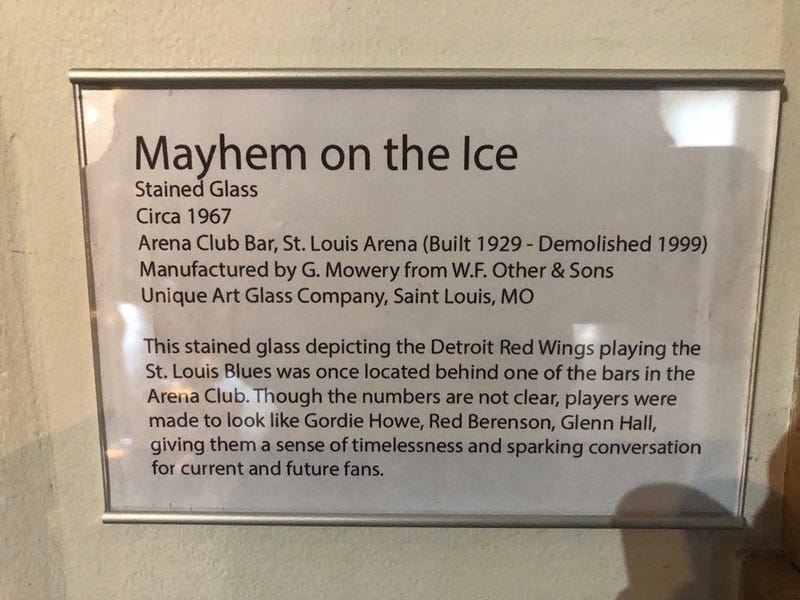 Mayhem on the Ice
Stained Glass
Circa 1967
Arena Club Bar, St. Louis Arena (Built 1929 - Demolished 1999)
Manufactured by G. Mowery from W.F. Other & Sons
Unique Art Glass Company, Saint Louis, MO
This stained glass depicting the Detroit Red Wings playing the
St. Louis Blues was once located behind one of the bars in the
Arena Club. Though the numbers are not clear, players were
made to look like Gordie Howe, Red Berenson, Glenn Hall,
giving them a sense of timelessness and sparking conversation
for current and future fans.